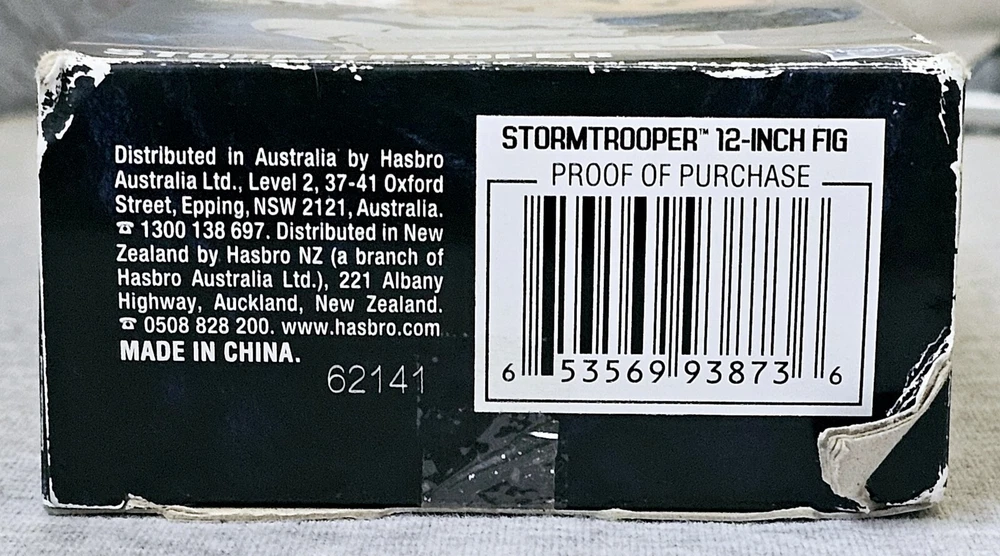 Distributed in Australia by Hasbro
Australia Ltd., Level 2, 37-41 Oxford
Street, Epping, NSW 2121, Australia.
☎ 1300 138 697. Distributed in New
Zealand by Hasbro NZ (a branch of
Hasbro Australia Ltd.), 221 Albany
Highway, Auckland, New Zealand.
☎ 0508 828 200. www.hasbro.com
MADE IN CHINA.
62141
STORMTROOPER™ 12-INCH FIG
PROOF OF PURCHASE
6 53569 93873 6